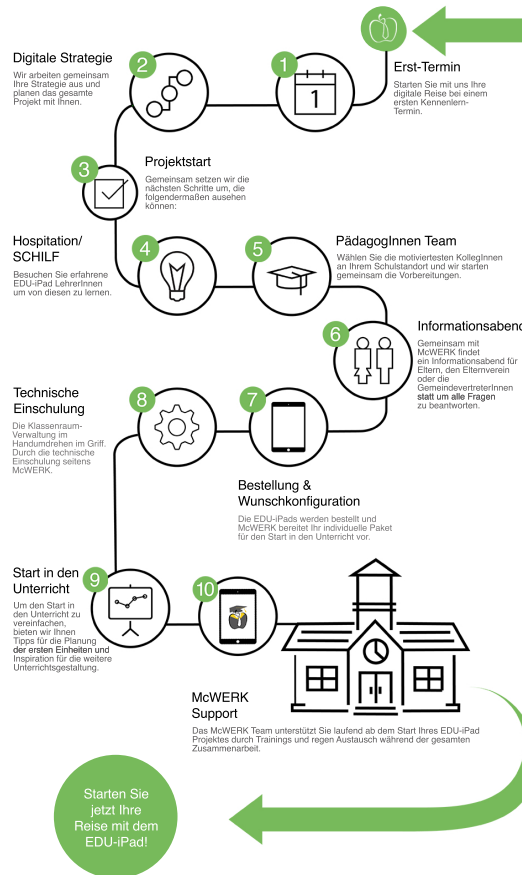 1
Erst-Termin
Starten Sie mit uns Ihre
digitale Reise bei einem
ersten Kennenlern-
Termin.
1
2
Digitale Strategie
Wir arbeiten gemeinsam
Ihre Strategie aus und
planen das gesamte
Projekt mit Ihnen.
3
Projektstart
Gemeinsam setzen wir die
nächsten Schritte um, die
folgendermaßen aussehen
können:
4
Hospitation/
SCHILF
Besuchen Sie erfahrene
EDU-iPad LehrerInnen
um von diesen zu lernen.
5
PädagogInnen Team
Wählen Sie die motiviertesten KollegInnen
an Ihrem Schulstandort und wir starten
gemeinsam die Vorbereitungen.
6
Informationsabend
Gemeinsam mit
McWERK findet
ein Informationsabend für
Eltern, den Elternverein
oder die
GemeindevertreterInnen
statt um alle Fragen
zu beantworten.
7
Bestellung &
Wunschkonfiguration
Die EDU-iPads werden bestellt und
McWERK bereitet Ihr individuelle Paket
für den Start in den Unterricht vor.
8
Technische
Einschulung
Die Klassenraum-
Verwaltung im
Handumdrehen im Griff.
Durch die technische
Einschulung seitens
McWERK.
9
Start in den
Unterricht
Um den Start in
den Unterricht zu
vereinfachen,
bieten wir Ihnen
Tipps für die Planung
der ersten Einheiten und
Inspiration für die weitere
Unterrichtsgestaltung.
10
McWERK
Support
Das McWERK Team unterstützt Sie laufend ab dem Start Ihres EDU-iPad
Projektes durch Trainings und regen Austausch während der gesamten
Zusammenarbeit.
Starten Sie
jetzt Ihre
Reise mit dem
EDU-iPad!